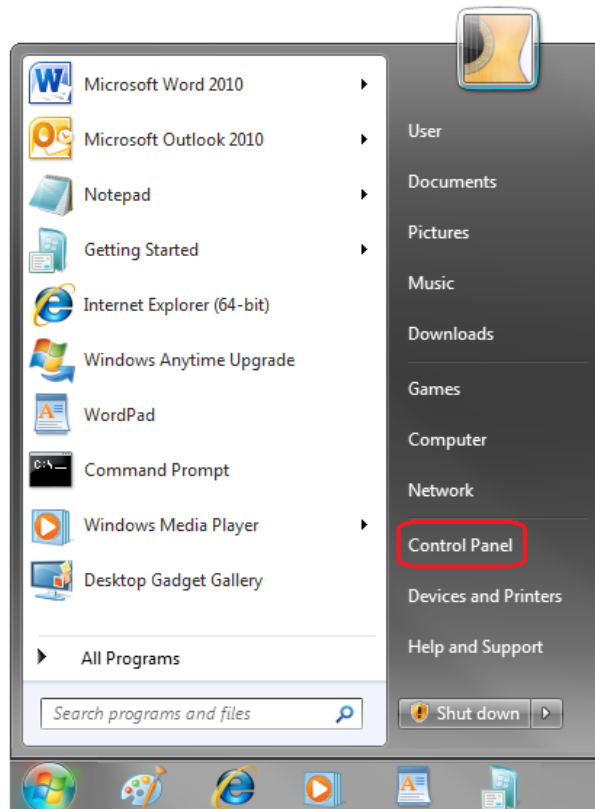 Microsoft Word 2010
Microsoft Outlook 2010
Notepad
Getting Started
Internet Explorer (64-bit)
Windows Anytime Upgrade
WordPad
C:\_
Command Prompt
Windows Media Player
Desktop Gadget Gallery
All Programs
Search programs and files
User
Documents
Pictures
Music
Downloads
Games
Computer
Network
Control Panel
Devices and Printers
Help and Support
Shut down